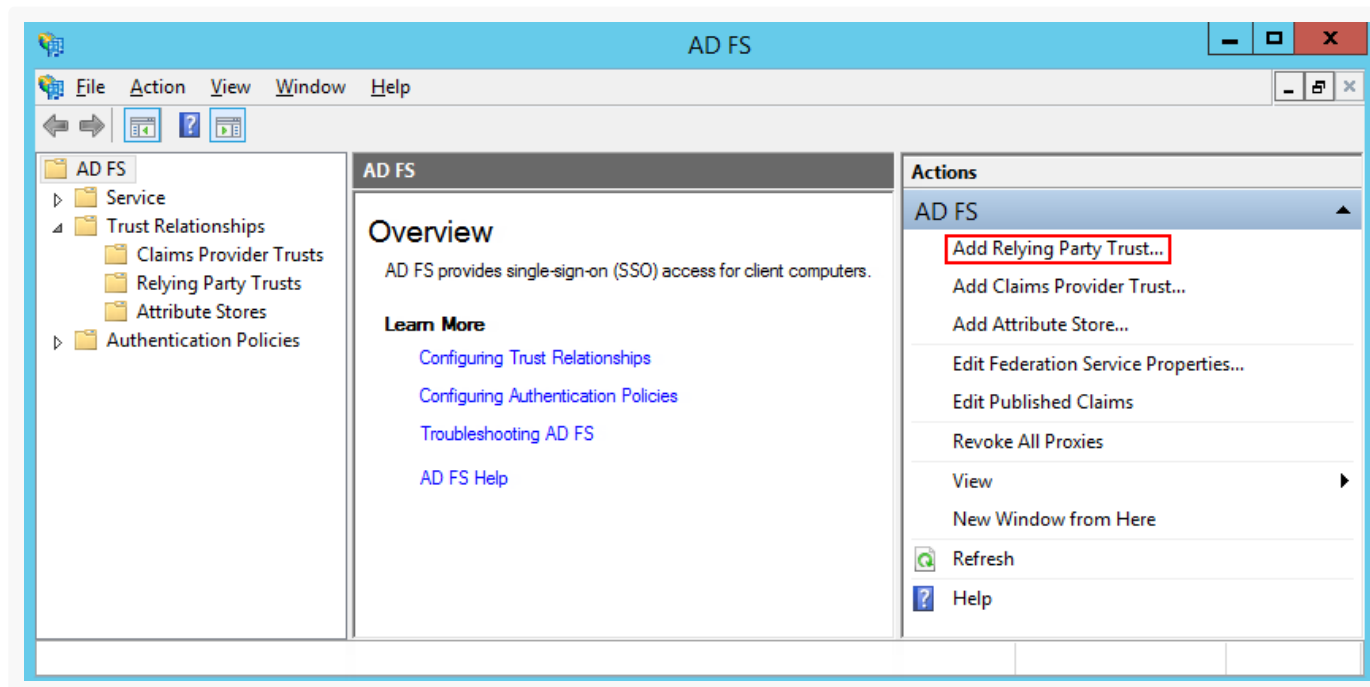 AD FS
File Action View Window Help
AD FS
Service
Trust Relationships
Claims Provider Trusts
Relying Party Trusts
Attribute Stores
Authentication Policies
AD FS
Overview
AD FS provides single-sign-on (SSO) access for client computers.
Learn More
Configuring Trust Relationships
Configuring Authentication Policies
Troubleshooting AD FS
AD FS Help
Actions
AD FS
Add Relying Party Trust...
Add Claims Provider Trust...
Add Attribute Store...
Edit Federation Service Properties...
Edit Published Claims
Revoke All Proxies
View
New Window from Here
Refresh
Help